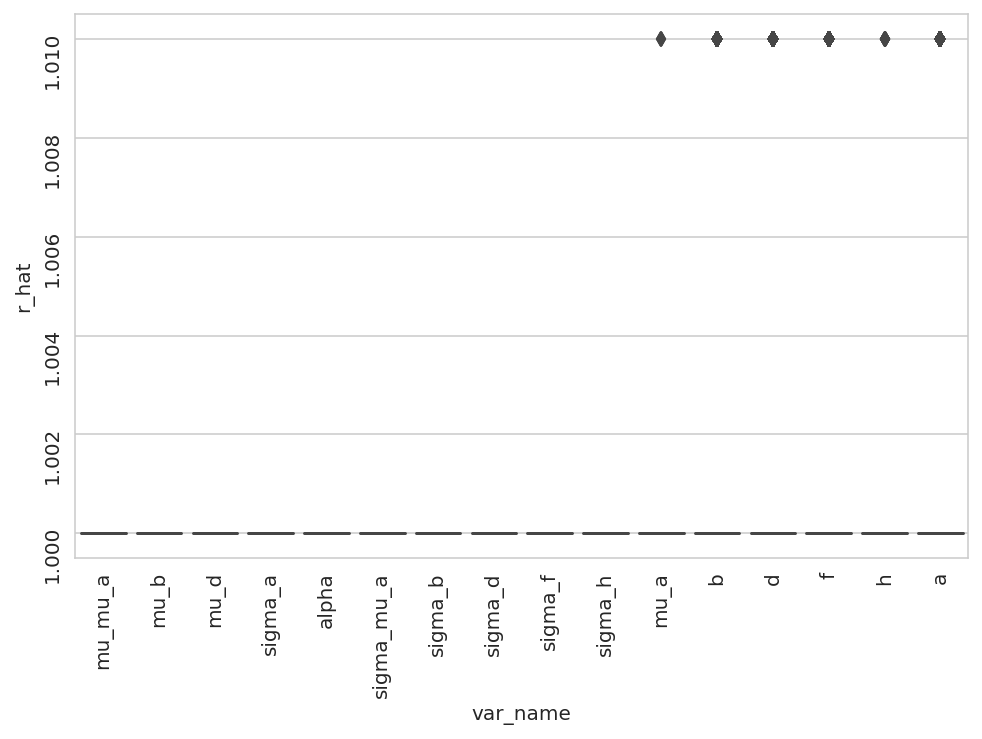 1.010
1.008
1.006
1.004
1.002
1.000
r_hat
mu_mu_a
mu_b
mu_d
sigma_a
alpha
sigma_mu_a
sigma_b
sigma_d
sigma_f
sigma_h
mu_a
b
d
f
h
a
var_name